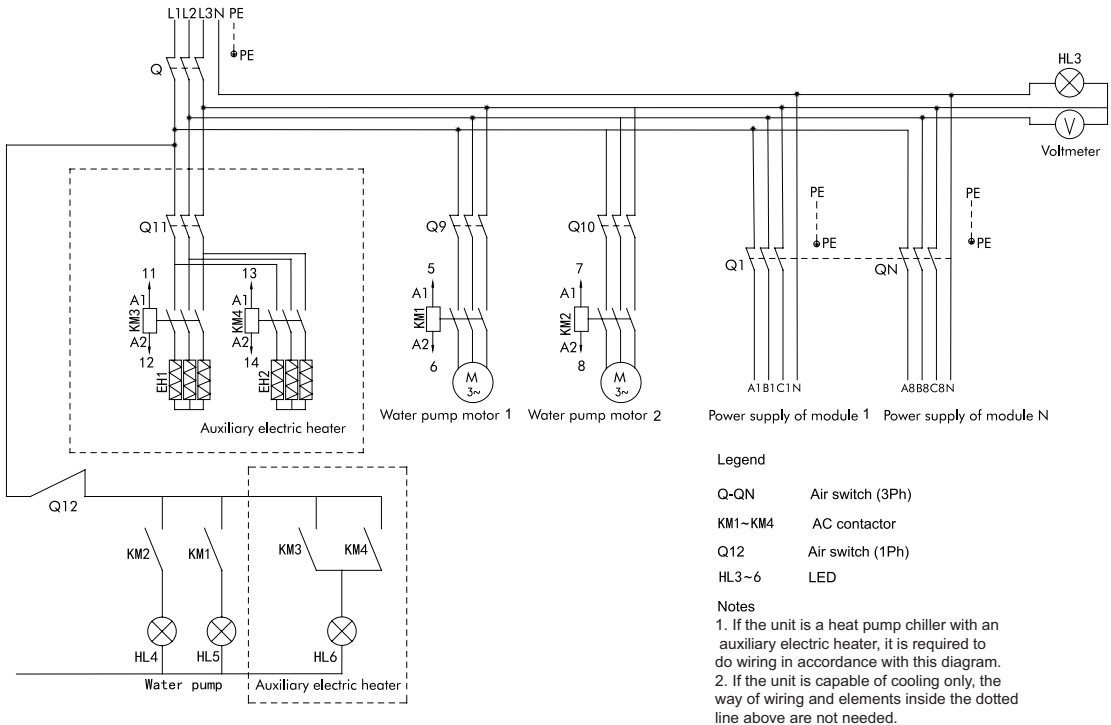 L1L2L3N PE
PE
Q
HL3
V
Voltmeter
Q11
Q9
Q10
PE
PE
PE
PE
Q1
QN
11
13
5
7
A1
A1
A1
A1
KM3
KM4
KM1
KM2
A2
A2
A2
A2
12
14
6
8
EH1
EH2
M
3~
M
3~
A1B1C1N
A8B8C8N
Auxiliary electric heater
Water pump motor 1
Water pump motor 2
Power supply of module 1
Power supply of module N
Q12
KM2
KM1
KM3
KM4
HL4
HL5
HL6
Water pump
Auxiliary electric heater
Legend
Q-QN Air switch (3Ph)
KM1~KM4 AC contactor
Q12 Air switch (1Ph)
HL3~6 LED
Notes
1. If the unit is a heat pump chiller with an
auxiliary electric heater, it is required to
do wiring in accordance with this diagram.
2. If the unit is capable of cooling only, the
way of wiring and elements inside the dotted
line above are not needed.